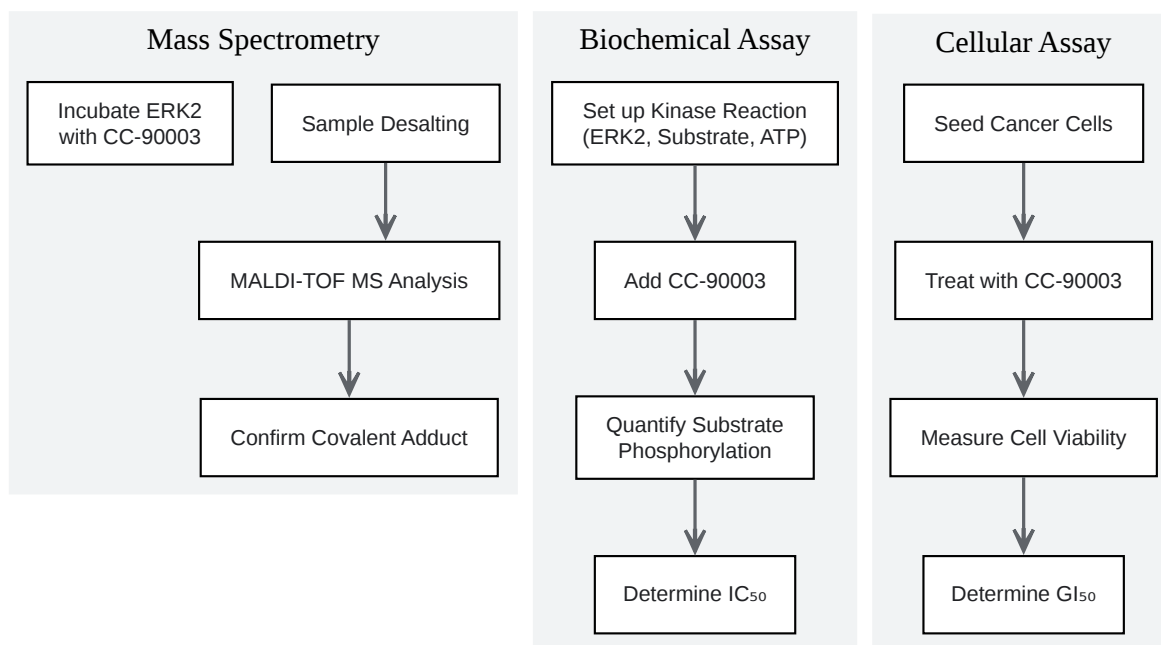 Mass Spectrometry
Incubate ERK2
with CC-90003
Sample Desalting
MALDI-TOF MS Analysis
Confirm Covalent Adduct
Biochemical Assay
Set up Kinase Reaction
(ERK2, Substrate, ATP)
Add CC-90003
Quantify Substrate
Phosphorylation
Determine IC₅₀
Cellular Assay
Seed Cancer Cells
Treat with CC-90003
Measure Cell Viability
Determine GI₅₀